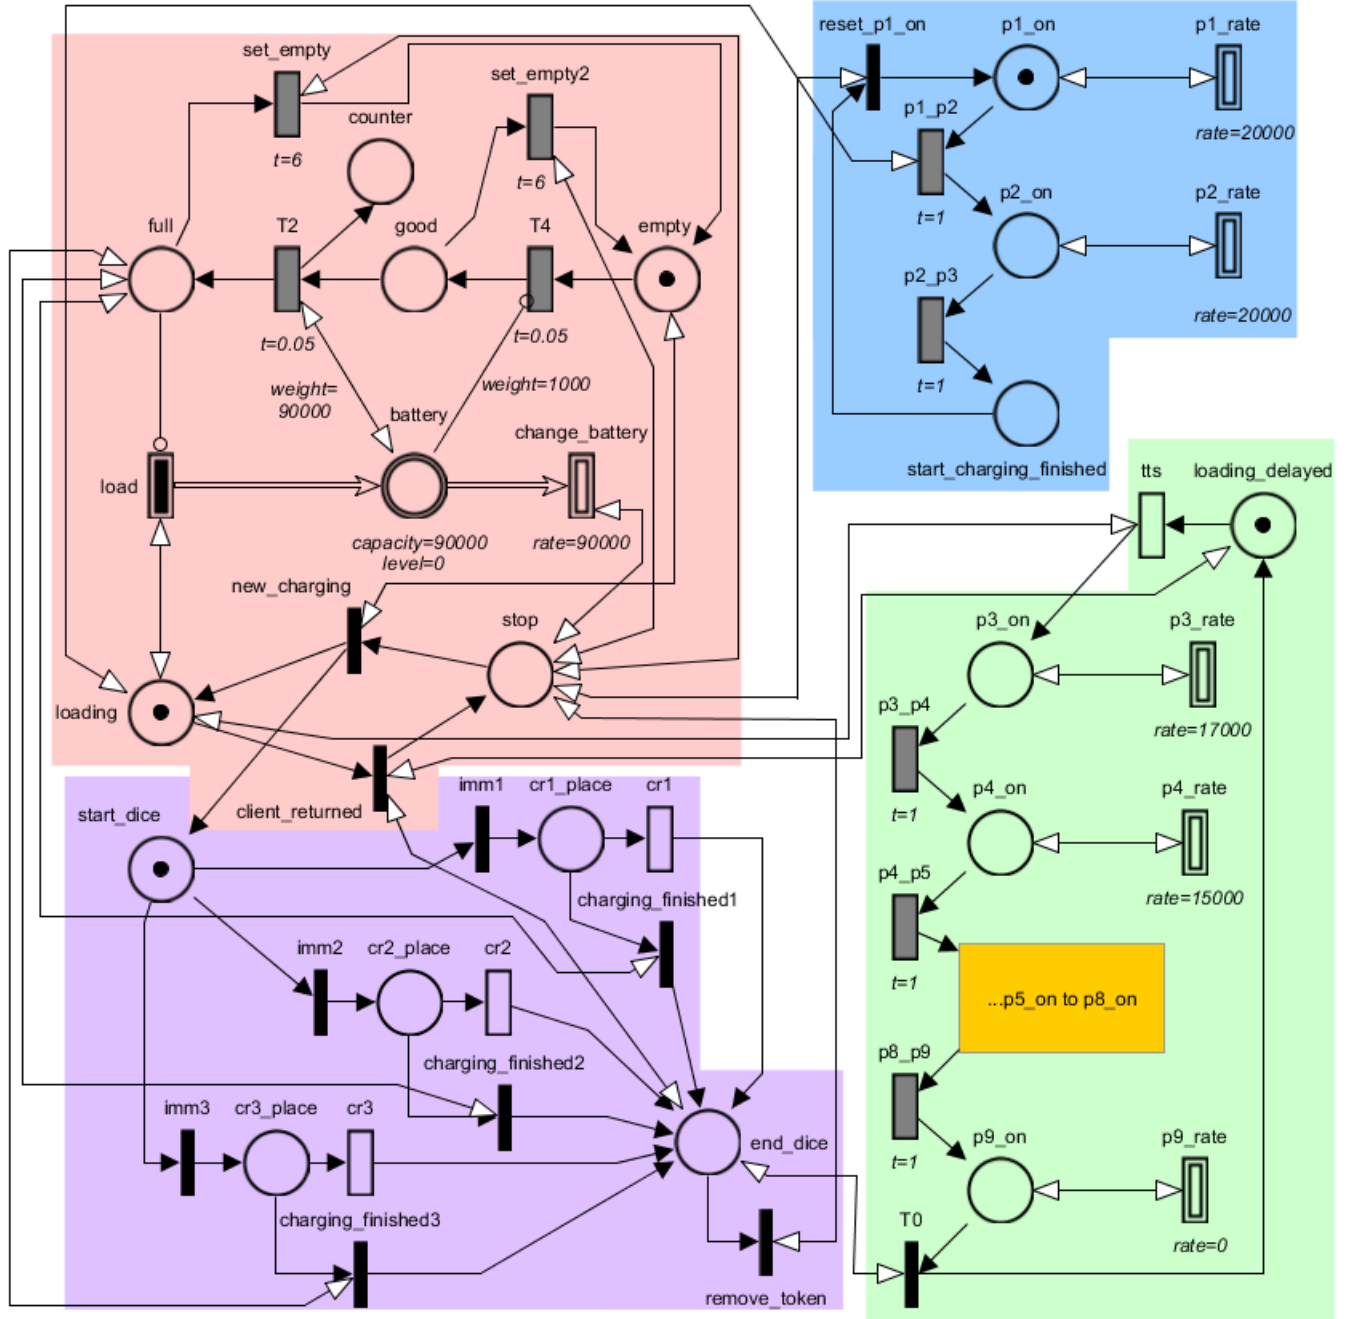 reset_p1_on
p1_on
p1_rate
set_empty
set_empty2
counter
p1_p2
rate=20000
t=6
t=6
t=1
p2_on
p2_rate
full
T2
good
T4
empty
p2_p3
t=0.05
t=0.05
rate=20000
weight=
90000
weight=1000
t=1
battery
change_battery
start_charging_finished
load
tts
loading_delayed
capacity=90000
level=0
rate=90000
new_charging
stop
p3_on
p3_rate
loading
p3_p4
rate=17000
client_returned
imm1
cr1_place
cr1
start_dice
p4_on
p4_rate
t=1
p4_p5
rate=15000
charging_finished1
imm2
cr2_place
cr2
t=1
...p5_on to p8_on
charging_finished2
p8_p9
imm3
cr3_place
cr3
end_dice
p9_on
p9_rate
t=1
charging_finished3
T0
rate=0
remove_token